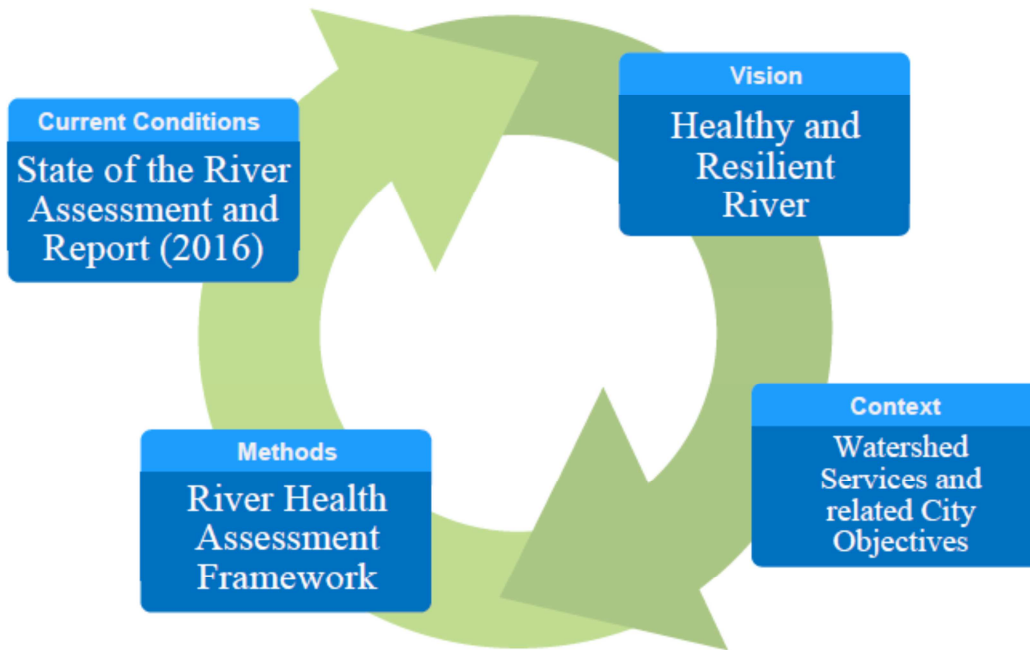 Vision
Healthy and
Resilient
River
Context
Watershed
Services and
related City
Objectives
Methods
River Health
Assessment
Framework
Current Conditions
State of the River
Assessment and
Report (2016)